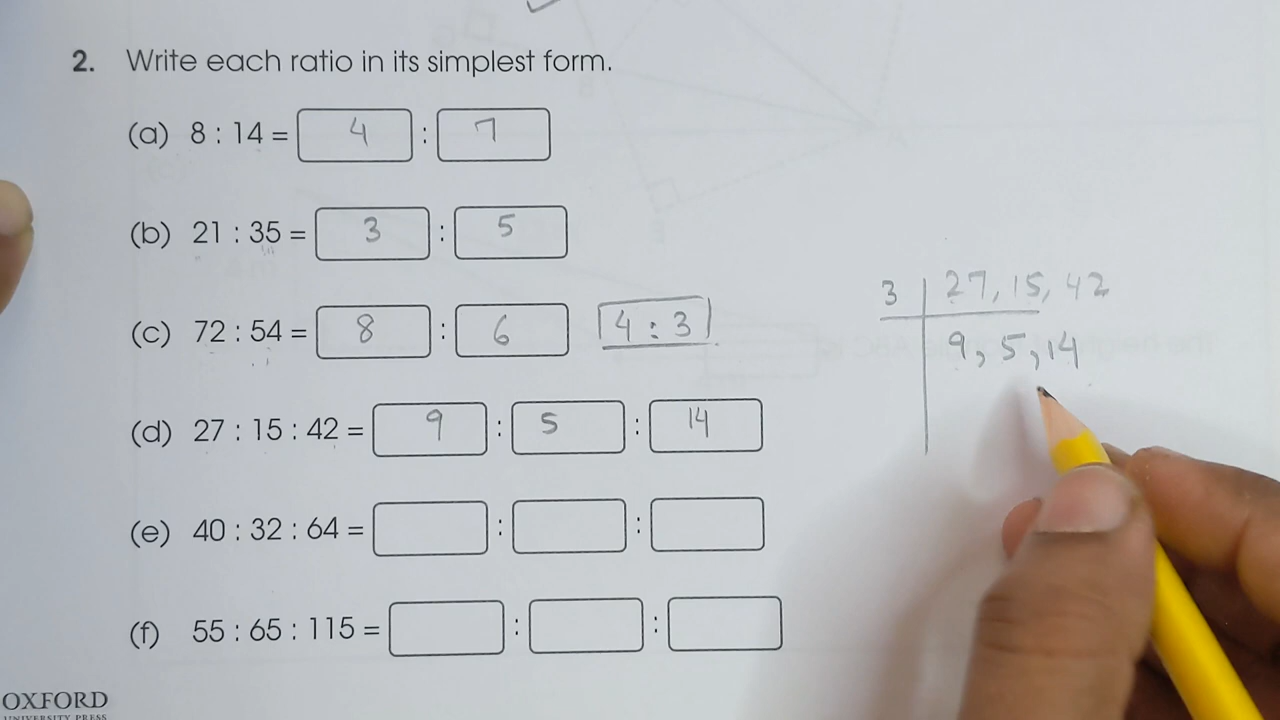 2. Write each ratio in its simplest form.
(a) 8 : 14 = 4 : 7
(b) 21 : 35 = 3 : 5
(c) 72 : 54 = 8 : 6 4 : 3
(d) 27 : 15 : 42 = 9 : 5 : 14
(e) 40 : 32 : 64 = : :
(f) 55 : 65 : 115 = : :
3 27, 15, 42
9, 5, 14
OXFORD
UNIVERSITY PRESS